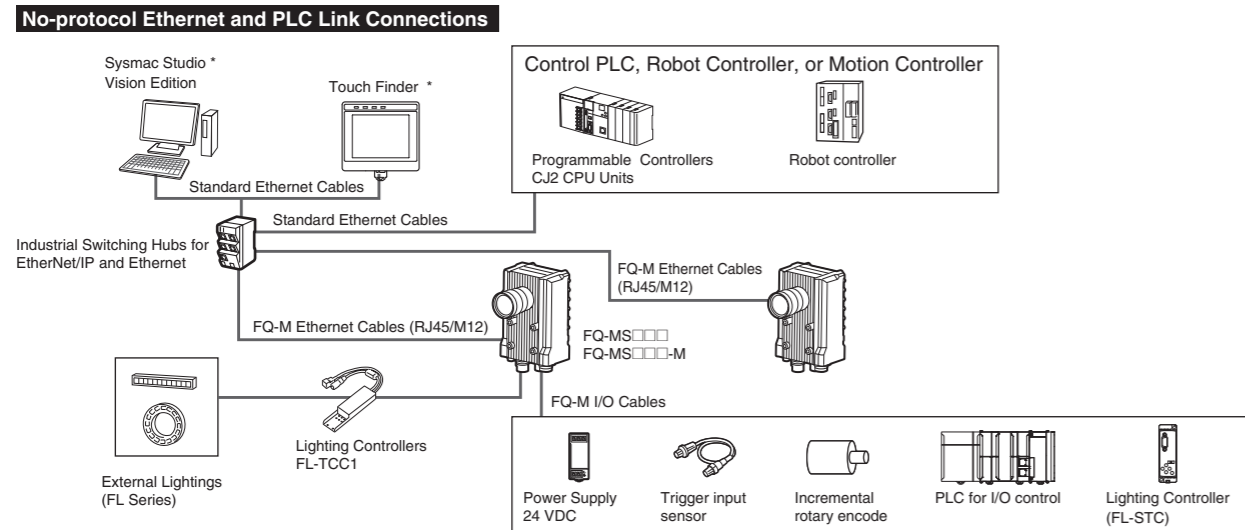 No-protocol Ethernet and PLC Link Connections
Sysmac Studio *
Vision Edition
Touch Finder *
Control PLC, Robot Controller, or Motion Controller
Programmable Controllers
CJ2 CPU Units
Robot controller
Standard Ethernet Cables
Standard Ethernet Cables
Industrial Switching Hubs for
EtherNet/IP and Ethernet
FQ-M Ethernet Cables
(RJ45/M12)
FQ-M Ethernet Cables (RJ45/M12)
FQ-MS□□□
FQ-MS□□□-M
FQ-M I/O Cables
Lighting Controllers
FL-TCC1
External Lightings
(FL Series)
Power Supply
24 VDC
Trigger input
sensor
Incremental
rotary encode
PLC for I/O control
Lighting Controller
(FL-STC)